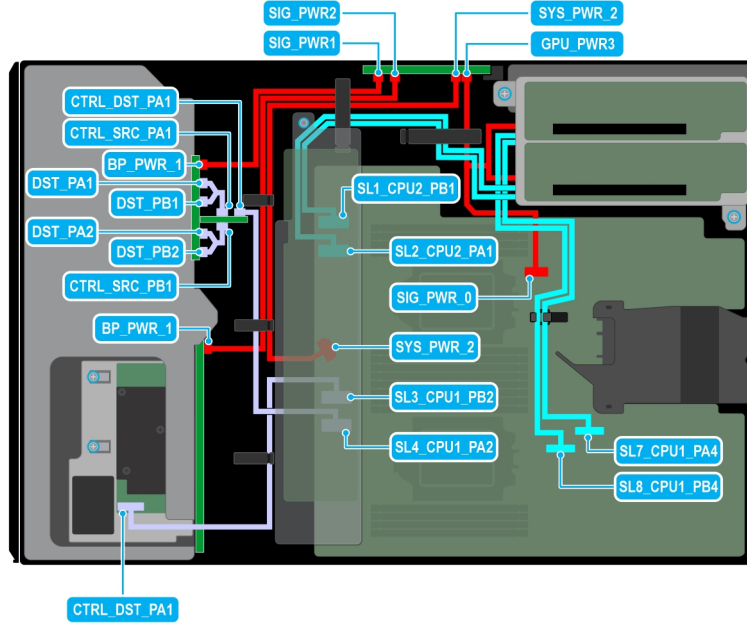 SIG_PWR2
SYS_PWR_2
SIG_PWR1
GPU_PWR3
CTRL_DST_PA1
CTRL_SRC_PA1
BP_PWR_1
DST_PA1
SL1_CPU2_PB1
DST_PB1
DST_PA2
DST_PB2
SL2_CPU2_PA1
CTRL_SRC_PB1
SIG_PWR_0
BP_PWR_1
SYS_PWR_2
SL3_CPU1_PB2
SL4_CPU1_PA2
SL7_CPU1_PA4
SL8_CPU1_PB4
CTRL_DST_PA1